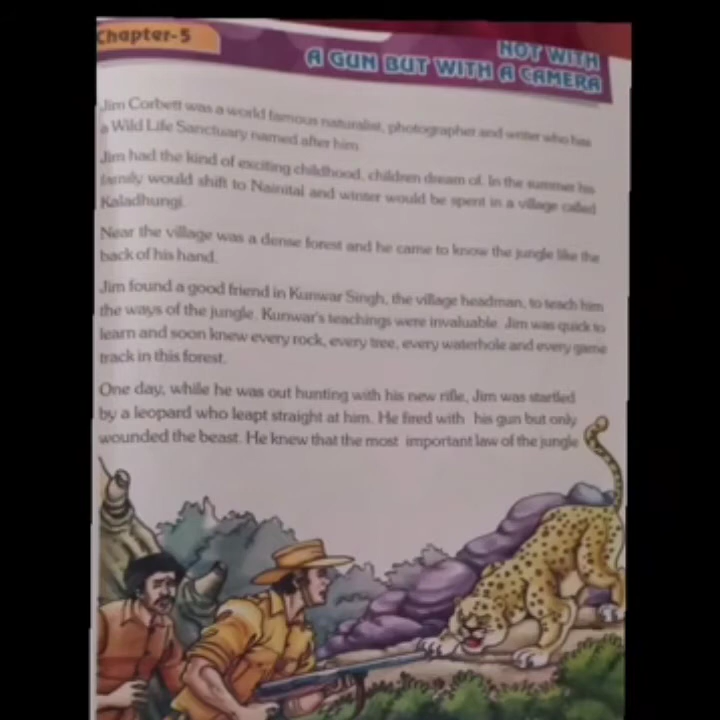 Chapter-5
NOT WITH
A GUN BUT WITH A CAMERA
Jim Corbett was a world famous naturalist, photographer and writer who has
a Wild Life Sanctuary named after him.
Jim had the kind of exciting childhood, children dream of. In the summer his
family would shift to Nainital and winter would be spent in a village called
Kaladhungi.
Near the village was a dense forest and he came to know the jungle like the
back of his hand.
Jim found a good friend in Kunwar Singh, the village headman, to teach him
the ways of the jungle. Kunwar's teachings were invaluable. Jim was quick to
learn and soon knew every rock, every tree, every waterhole and every game
track in this forest.
One day, while he was out hunting with his new rifle, Jim was startled
by a leopard who leapt straight at him. He fired with his gun but only
wounded the beast. He knew that the most important law of the jungle